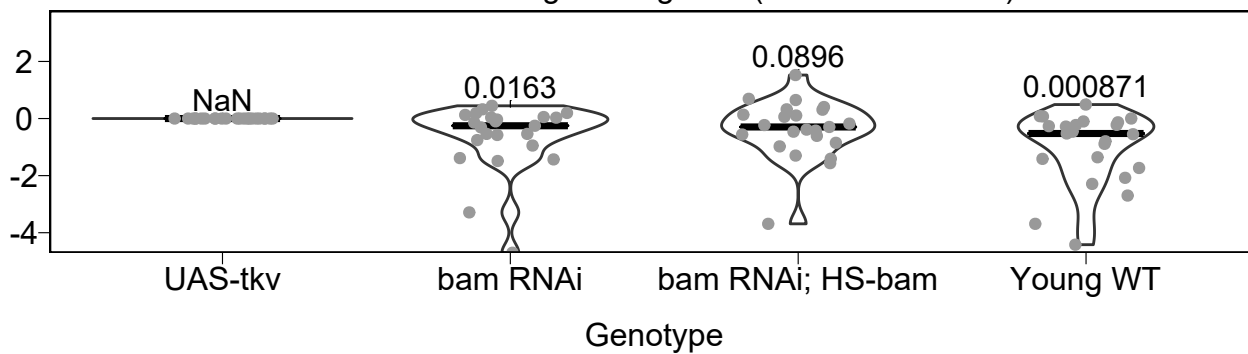 2
0
-2
-4
NaN
0.0163
0.0896
0.000871
UAS-tkv
bam RNAi
bam RNAi; HS-bam
Young WT
Genotype